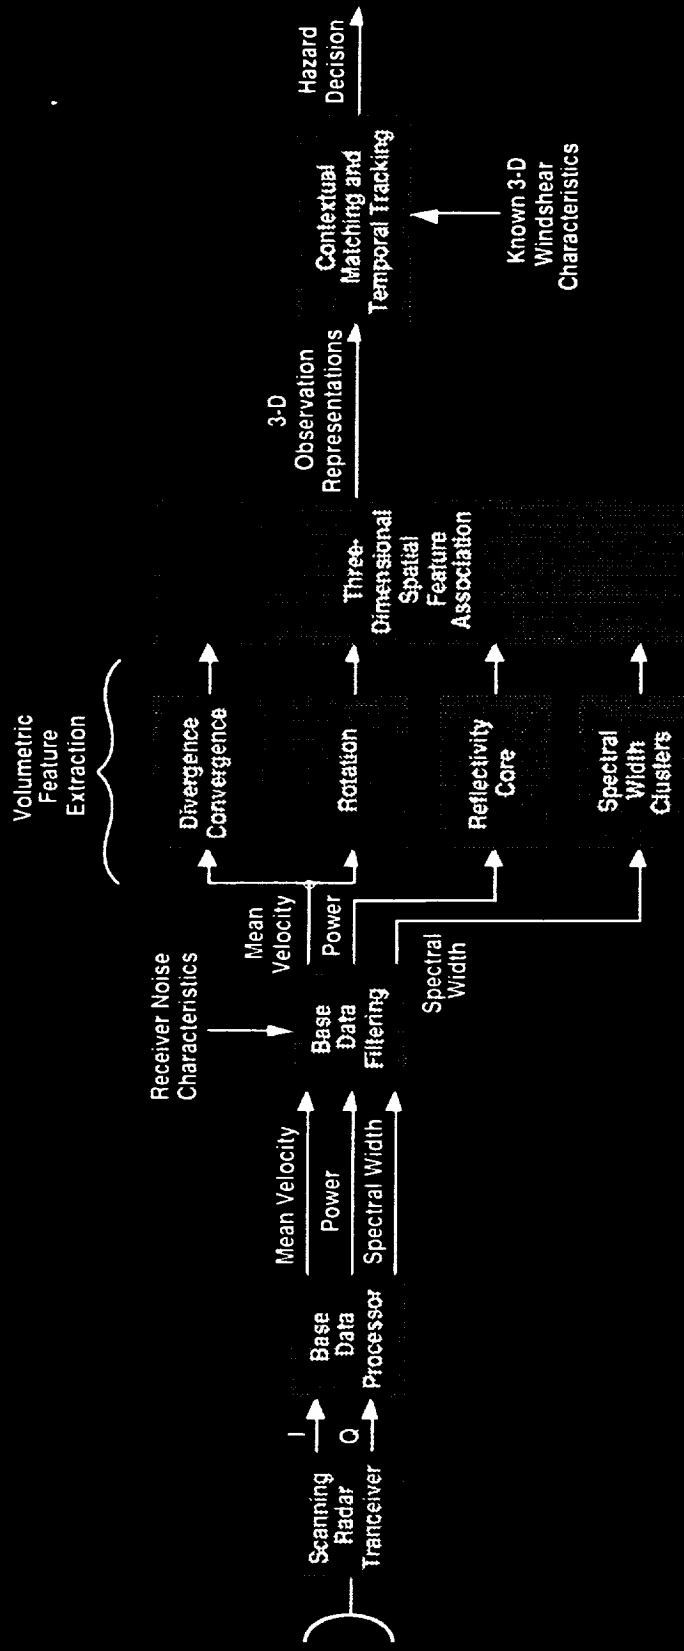 Scanning
Radar
Tranceiver
I
Q
Base
Data
Processor
Mean Velocity
Power
Spectral Width
Receiver Noise
Characteristics
Base
Data
Filtering
Mean
Velocity
Power
Spectral
Width
Volumetric
Feature
Extraction
Divergence
Convergence
Rotation
Reflectivity
Core
Spectral
Width
Clusters
Three-
Dimensional
Spatial
Feature
Association
3-D
Observation
Representations
Contextual
Matching and
Temporal Tracking
Known 3-D
Windshear
Characteristics
Hazard
Decision